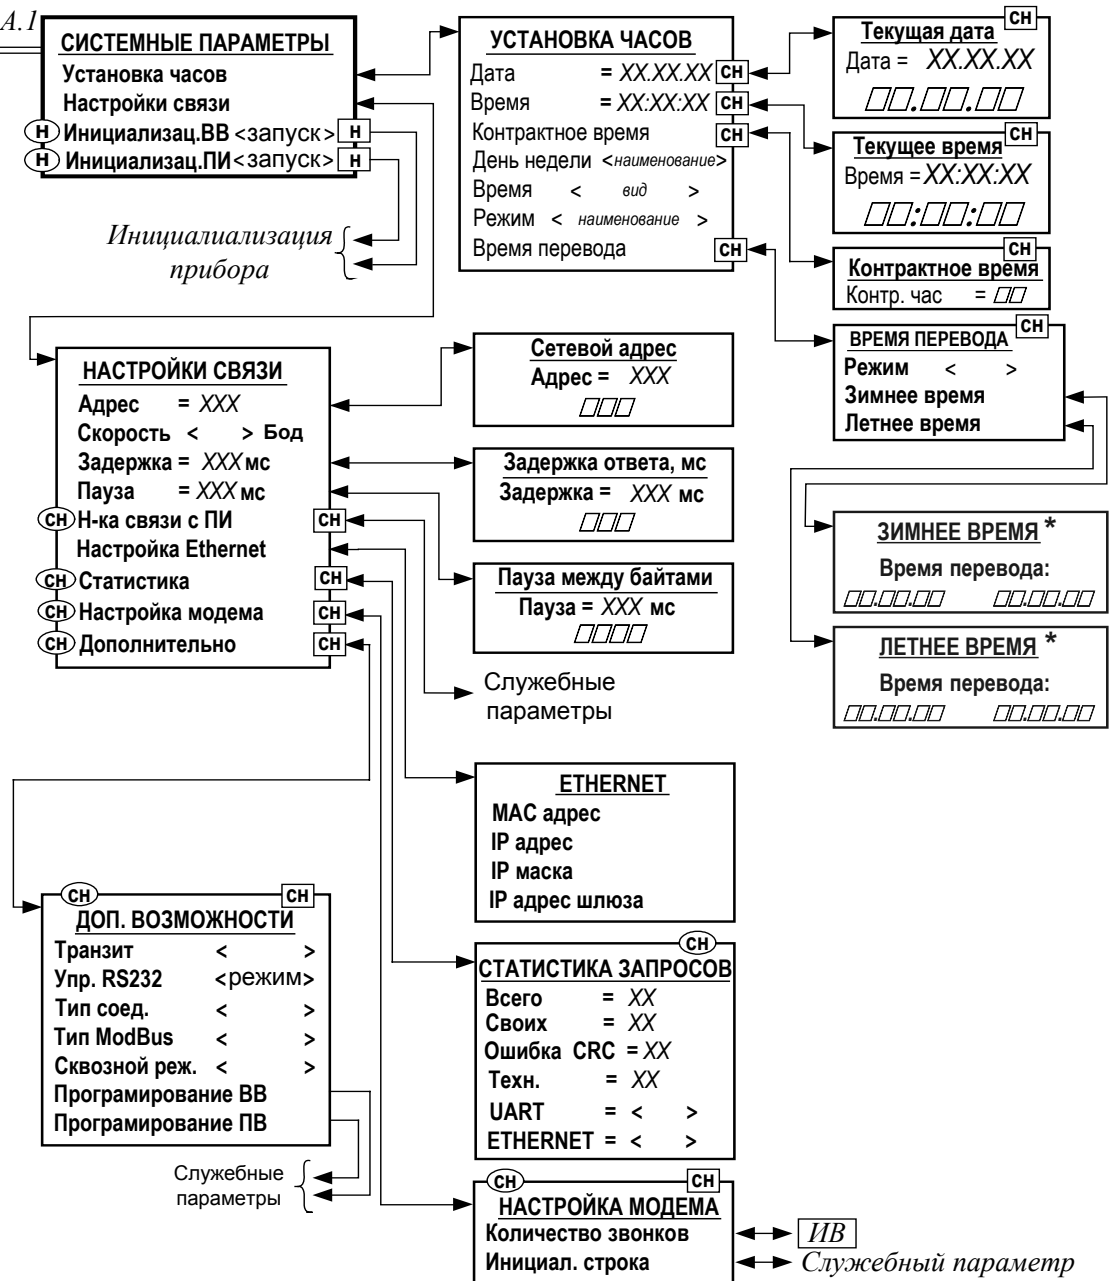 А.1
СИСТЕМНЫЕ ПАРАМЕТРЫ
Установка часов
Настройки связи
Н Инициализац.ВВ <запуск> Н
Н Инициализац.ПИ <запуск> Н
Инициалиализация
прибора
УСТАНОВКА ЧАСОВ
Дата = XX.XX.XX СН
Время = XX:XX:XX СН
Контрактное время СН
День недели <наименование>
Время < вид >
Режим < наименование >
Время перевода СН
СН
Текущая дата
Дата = XX.XX.XX
СН
Текущее время
Время = XX:XX:XX
СН
Контрактное время
Контр. час =
СН
ВРЕМЯ ПЕРЕВОДА
Режим < >
Зимнее время
Летнее время
ЗИМНЕЕ ВРЕМЯ *
Время перевода:
ЛЕТНЕЕ ВРЕМЯ *
Время перевода:
НАСТРОЙКИ СВЯЗИ
Адрес = XXX
Скорость < > Бод
Задержка = XXX мс
Пауза = XXX мс
СН Н-ка связи с ПИ СН
Настройка Ethernet
СН Статистика СН
СН Настройка модема СН
СН Дополнительно СН
Сетевой адрес
Адрес = XXX
Задержка ответа, мс
Задержка = XXX мс
Пауза между байтами
Пауза = XXX мс
Служебные
параметры
ETHERNET
MAC адрес
IP адрес
IP маска
IP адрес шлюза
СН СН
ДОП. ВОЗМОЖНОСТИ
Транзит < >
Упр. RS232 <режим>
Тип соед. < >
Тип ModBus < >
Сквозной реж. < >
Програмирование ВВ
Програмирование ПВ
Служебные
параметры
СН
СТАТИСТИКА ЗАПРОСОВ
Всего = XX
Своих = XX
Ошибка CRC = XX
Техн. = XX
UART = < >
ETHERNET = < >
СН СН
НАСТРОЙКА МОДЕМА
Количество звонков
Инициал. строка
ИВ
Служебный параметр